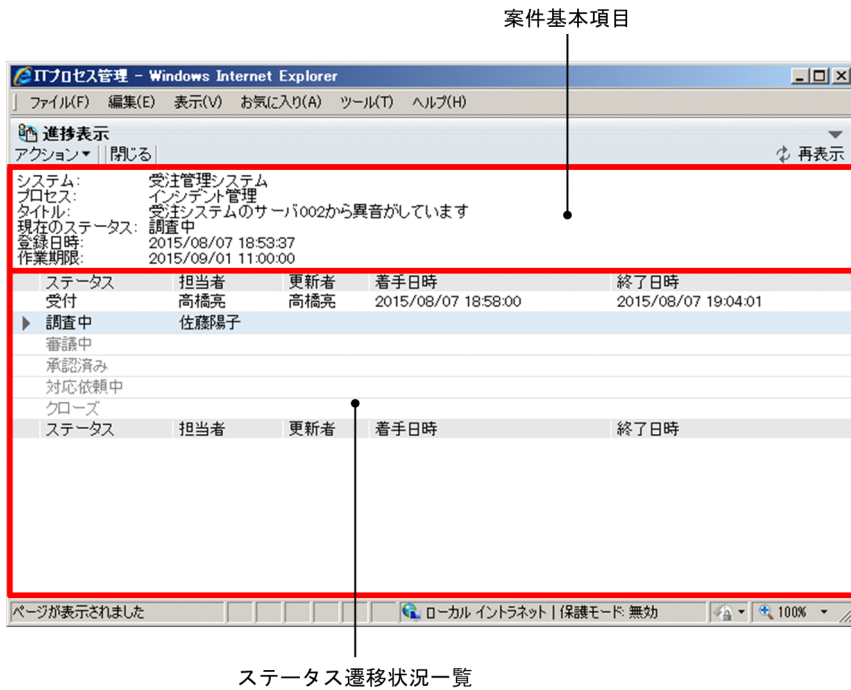 案件基本項目
ITプロセス管理 - Windows Internet Explorer
ファイル(F) 編集(E) 表示(V) お気に入り(A) ツール(T) ヘルプ(H)
進捗表示
アクション 閉じる 再表示
システム: 受注管理システム
プロセス: インシデント管理
タイトル: 受注システムのサーバ002から異音がしています
現在のステータス: 調査中
登録日時: 2015/08/07 18:53:37
作業期限: 2015/09/01 11:00:00
ステータス 担当者 更新者 着手日時 終了日時
受付 高橋亮 高橋亮 2015/08/07 18:58:00 2015/08/07 19:04:01
調査中 佐藤陽子
審議中
承認済み
対応依頼中
クローズ
ステータス 担当者 更新者 着手日時 終了日時
ページが表示されました ローカル イントラネット | 保護モード: 無効 100%
ステータス遷移状況一覧